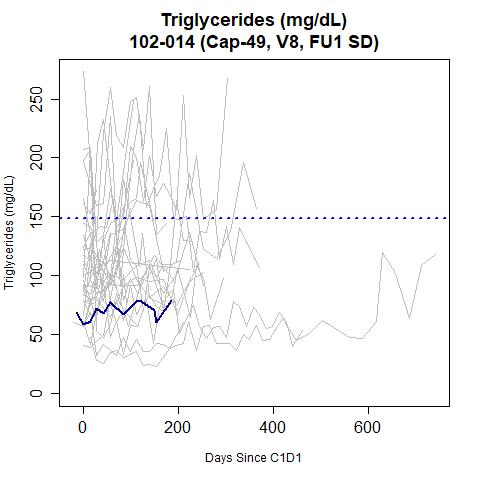 Triglycerides (mg/dL)
102-014 (Cap-49, V8, FU1 SD)
Triglycerides (mg/dL)
250
200
150
100
50
0
0 200 400 600
Days Since C1D1